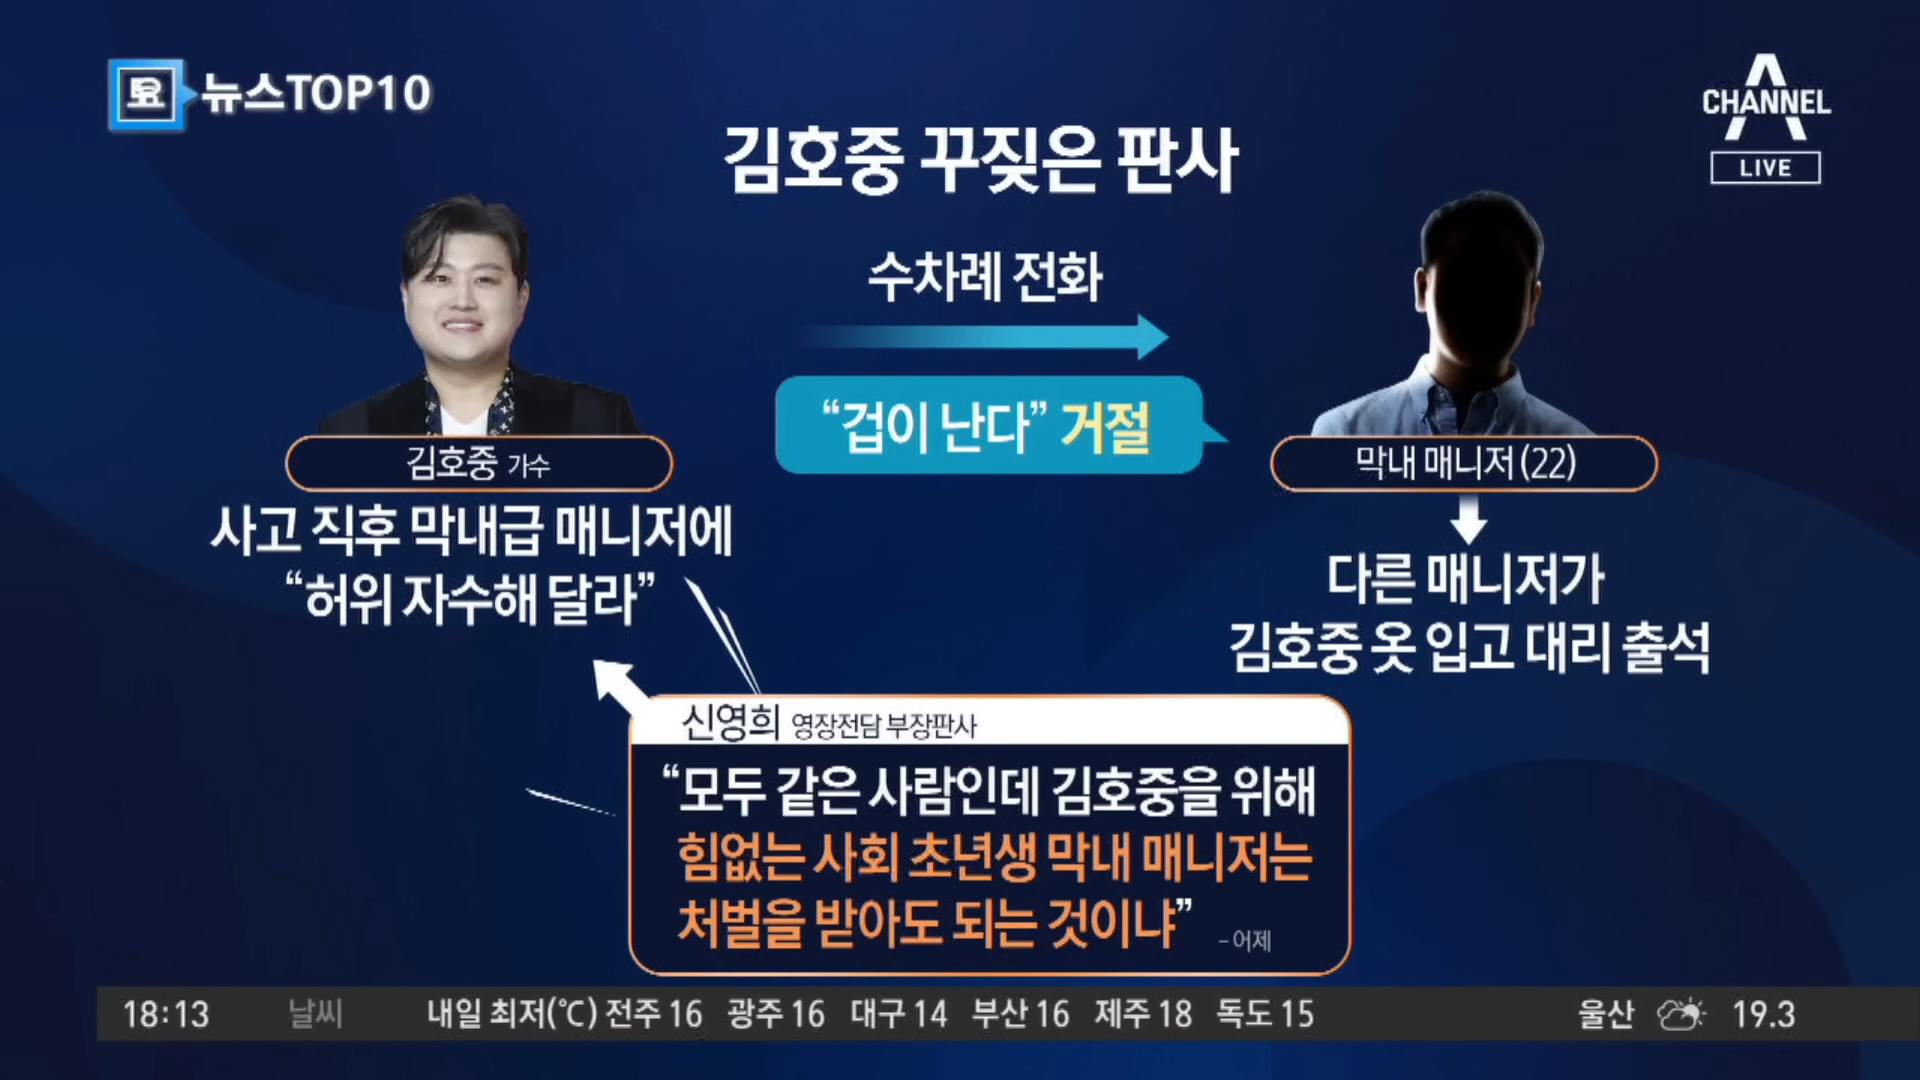 토요
뉴스TOP10
CHANNEL A
LIVE
김호중 꾸짖은 판사
수차례 전화
“겁이 난다” 거절
김호중 가수
막내 매니저(22)
사고 직후 막내급 매니저에
“허위 자수해 달라”
다른 매니저가
김호중 옷 입고 대리 출석
신영희 영장전담 부장판사
“모두 같은 사람인데 김호중을 위해
힘없는 사회 초년생 막내 매니저는
처벌을 받아도 되는 것이냐”
- 어제
18:13 날씨 내일 최저(℃) 전주 16 광주 16 대구 14 부산 16 제주 18 독도 15 울산 19.3